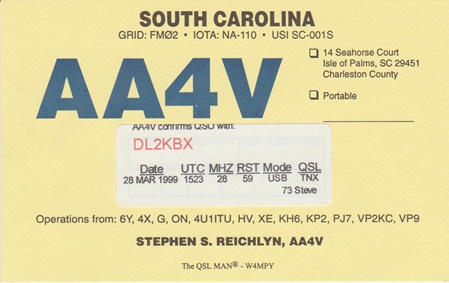 SOUTH CAROLINA
GRID: FMØ2 • IOTA: NA-110 • USI SC-001S
AA4V
14 Seahorse Court
Isle of Palms, SC 29451
Charleston County
Portable
AA4V confirms QSO with:
DL2KBX
Date UTC MHZ RST Mode QSL
28 MAR 1999 1523 28 59 USB TNX
73 Steve
Operations from: 6Y, 4X, G, ON, 4U1ITU, HV, XE, KH6, KP2, PJ7, VP2KC, VP9
STEPHEN S. REICHLYN, AA4V
The QSL MAN® - W4MPY